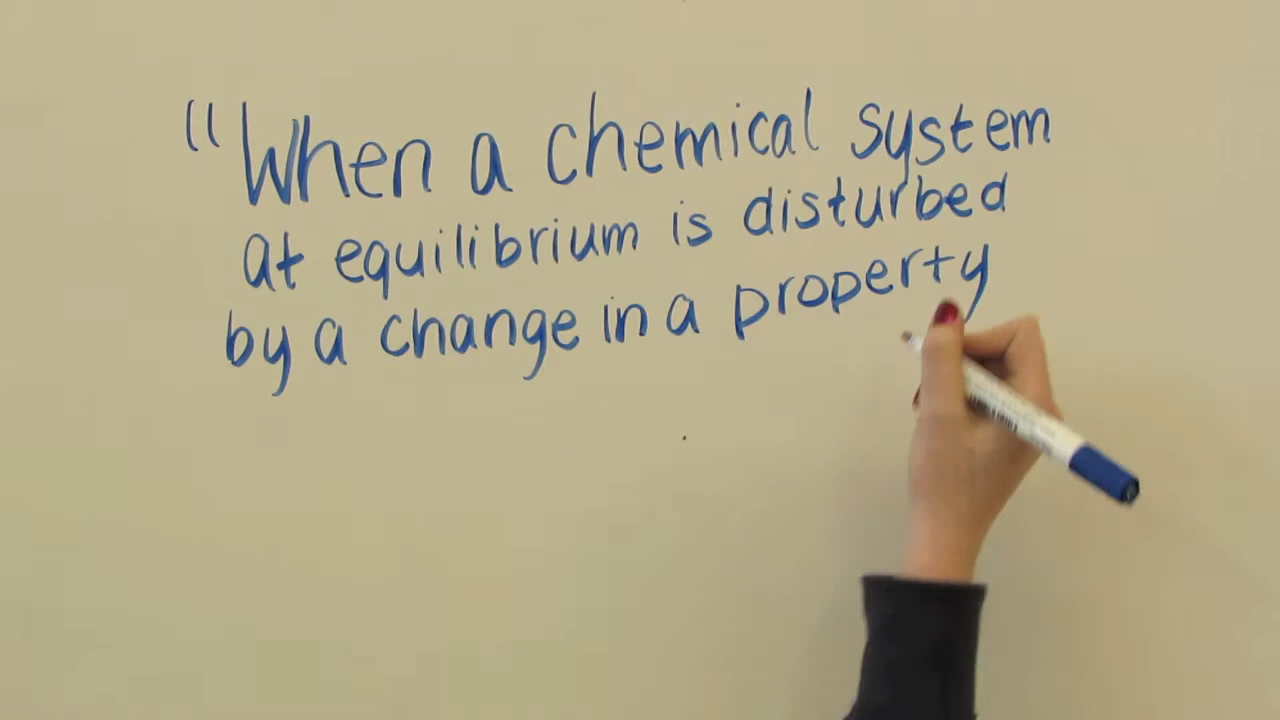 "When a chemical system
at equilibrium is disturbed
by a change in a property